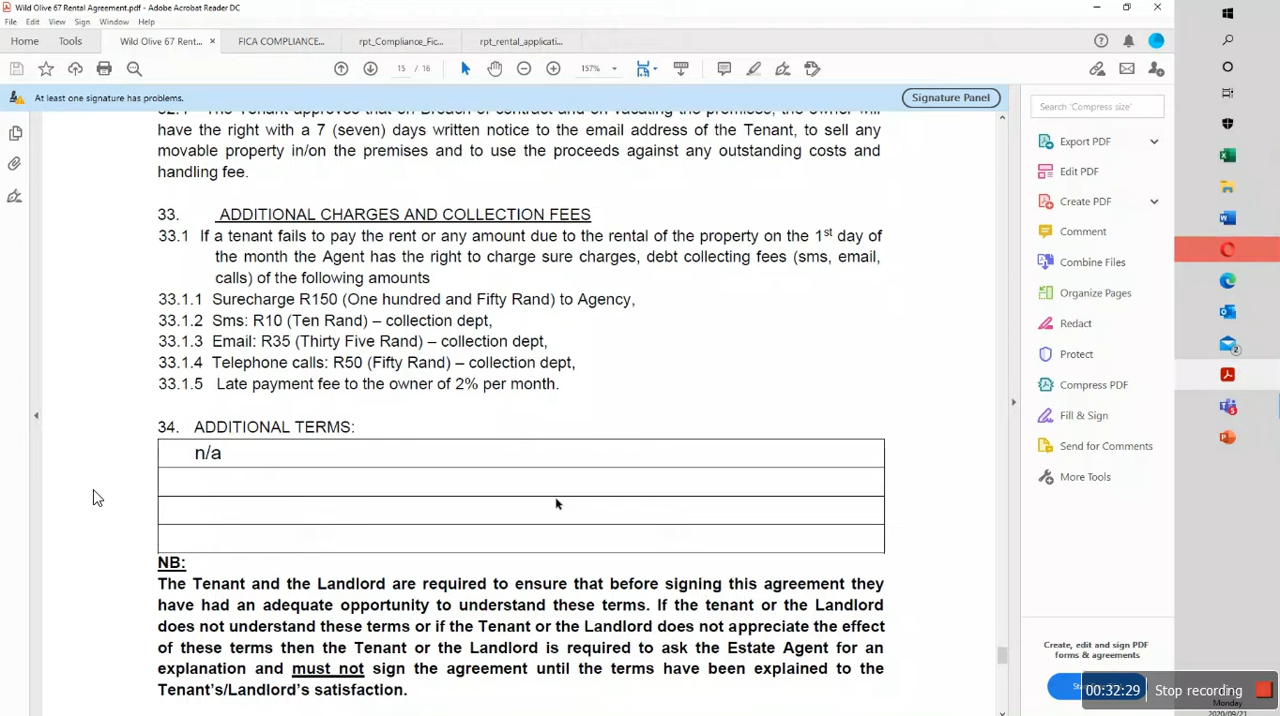 Wild Olive 67 Rental Agreement.pdf - Adobe Acrobat Reader DC
File Edit View Sign Window Help
Home Tools Wild Olive 67 Rent... × FICA COMPLIANCE... rpt_Compliance_Fic... rpt_rental_applicati...
15 / 16 157%
At least one signature has problems. Signature Panel
have the right with a 7 (seven) days written notice to the email address of the Tenant, to sell any
movable property in/on the premises and to use the proceeds against any outstanding costs and
handling fee.
33. ADDITIONAL CHARGES AND COLLECTION FEES
33.1 If a tenant fails to pay the rent or any amount due to the rental of the property on the 1st day of
the month the Agent has the right to charge sure charges, debt collecting fees (sms, email,
calls) of the following amounts
33.1.1 Surecharge R150 (One hundred and Fifty Rand) to Agency,
33.1.2 Sms: R10 (Ten Rand) – collection dept,
33.1.3 Email: R35 (Thirty Five Rand) – collection dept,
33.1.4 Telephone calls: R50 (Fifty Rand) – collection dept,
33.1.5 Late payment fee to the owner of 2% per month.
34. ADDITIONAL TERMS:
n/a
NB:
The Tenant and the Landlord are required to ensure that before signing this agreement they
have had an adequate opportunity to understand these terms. If the tenant or the Landlord
does not understand these terms or if the Tenant or the Landlord does not appreciate the effect
of these terms then the Tenant or the Landlord is required to ask the Estate Agent for an
explanation and must not sign the agreement until the terms have been explained to the
Tenant's/Landlord's satisfaction.
Search 'Compress size'
Export PDF
Edit PDF
Create PDF
Comment
Combine Files
Organize Pages
Redact
Protect
Compress PDF
Fill & Sign
Send for Comments
More Tools
Create, edit and sign PDF
forms & agreements
00:32:29 Stop recording
Monday
2020/09/21